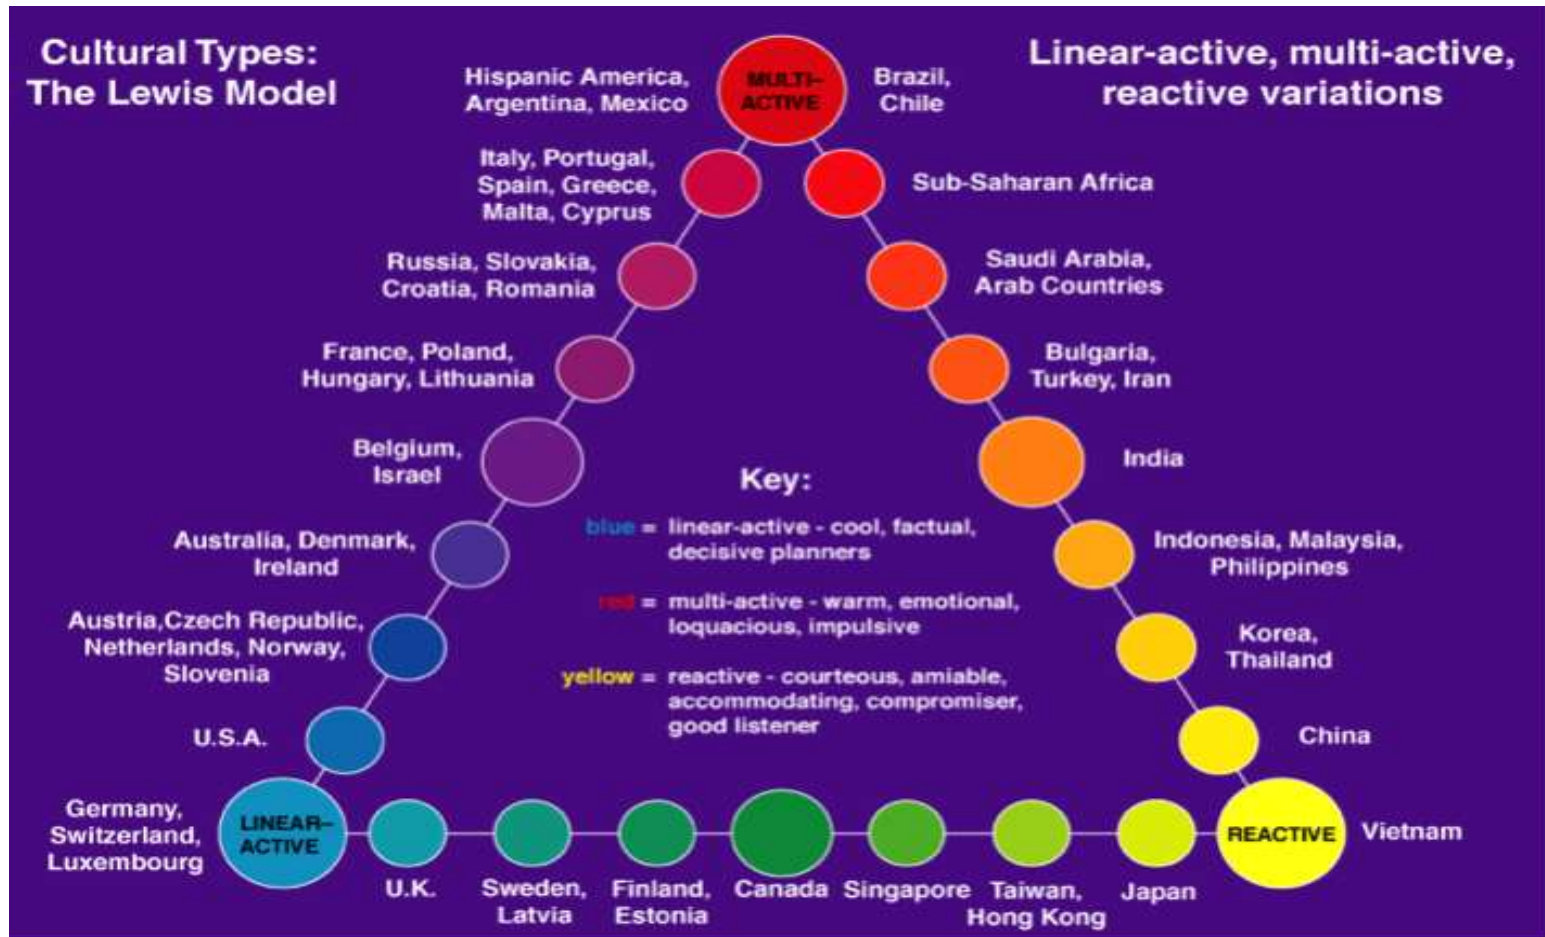 Cultural Types:
The Lewis Model
Linear-active, multi-active,
reactive variations
Hispanic America,
Argentina, Mexico
MULTI-
ACTIVE
Brazil,
Chile
Italy, Portugal,
Spain, Greece,
Malta, Cyprus
Sub-Saharan Africa
Russia, Slovakia,
Croatia, Romania
Saudi Arabia,
Arab Countries
France, Poland,
Hungary, Lithuania
Bulgaria,
Turkey, Iran
Belgium,
Israel
India
Key:
blue = linear-active - cool, factual,
decisive planners
red = multi-active - warm, emotional,
loquacious, impulsive
yellow = reactive - courteous, amiable,
accommodating, compromiser,
good listener
Australia, Denmark,
Ireland
Indonesia, Malaysia,
Philippines
Austria,Czech Republic,
Netherlands, Norway,
Slovenia
Korea,
Thailand
U.S.A.
China
Germany,
Switzerland,
Luxembourg
LINEAR-
ACTIVE
REACTIVE
Vietnam
U.K.
Sweden,
Latvia
Finland,
Estonia
Canada
Singapore
Taiwan,
Hong Kong
Japan